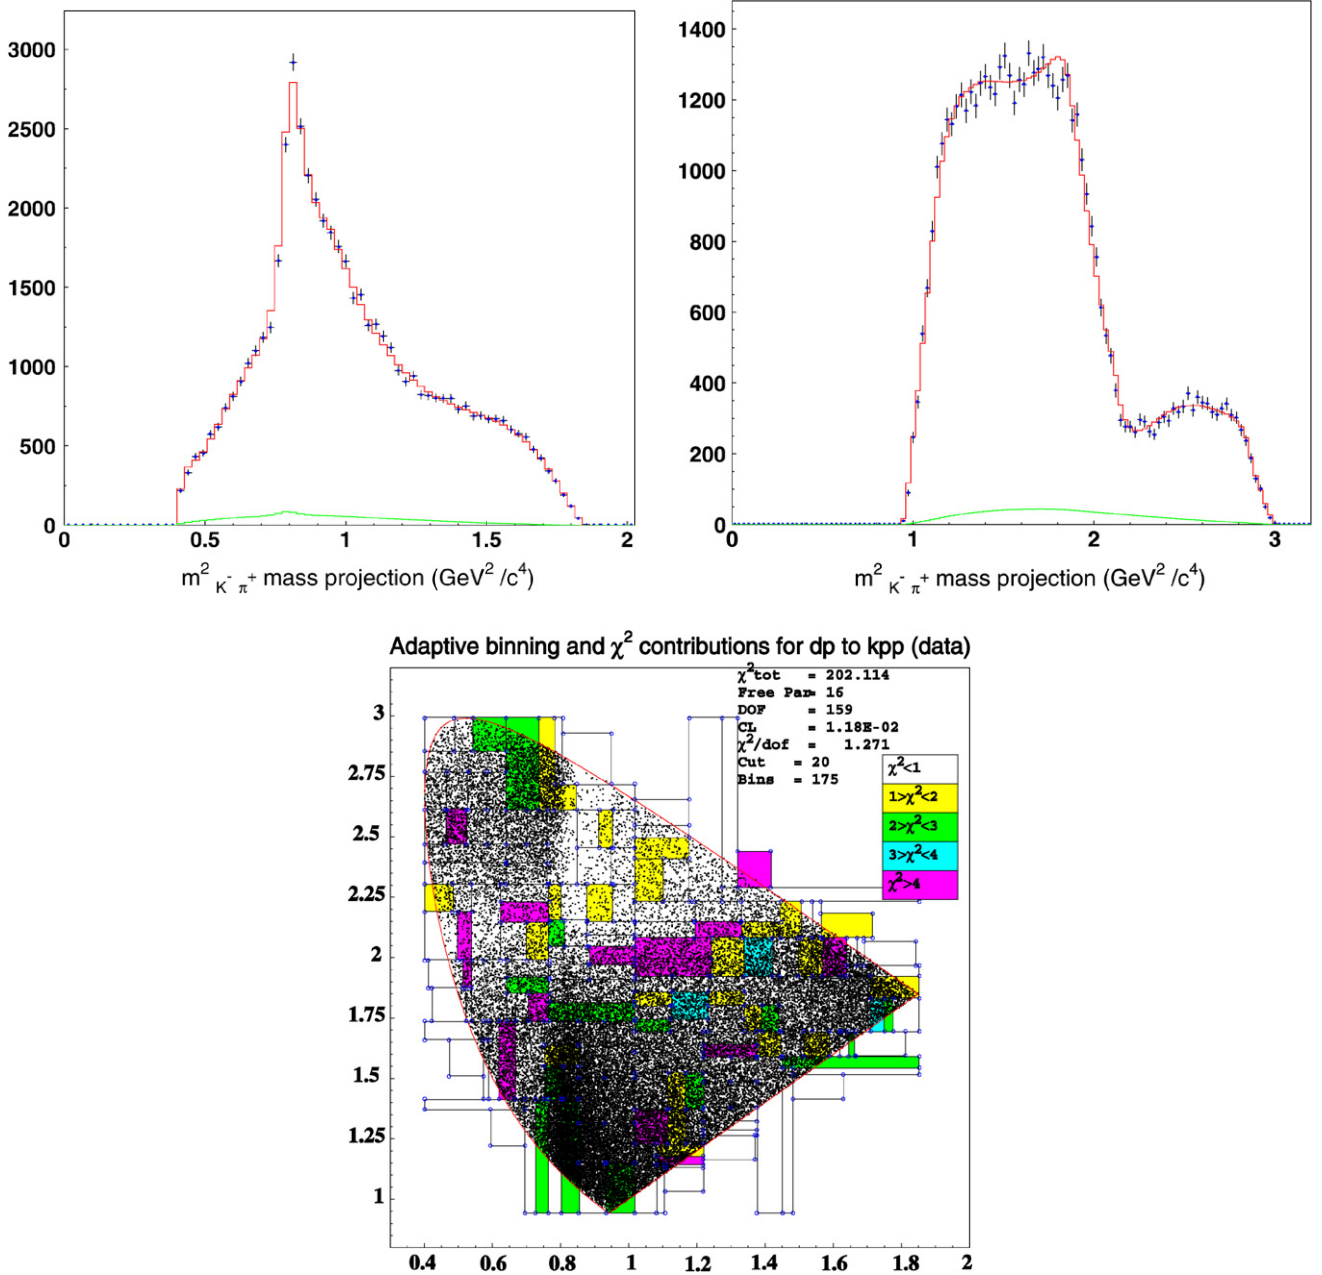 3000
2500
2000
1500
1000
500
0
0 0.5 1 1.5 2
m² K⁻ π⁺ mass projection (GeV² /c⁴)
1400
1200
1000
800
600
400
200
0
0 1 2 3
m² K⁻ π⁺ mass projection (GeV² /c⁴)
Adaptive binning and χ² contributions for dp to kpp (data)
χ²tot = 202.114
Free Par= 16
DOF = 159
CL = 1.18E-02
χ²/dof = 1.271
Cut = 20
Bins = 175
χ²<1
1>χ²<2
2>χ²<3
3>χ²<4
χ²>4
3
2.75
2.5
2.25
2
1.75
1.5
1.25
1
0.4 0.6 0.8 1 1.2 1.4 1.6 1.8 2